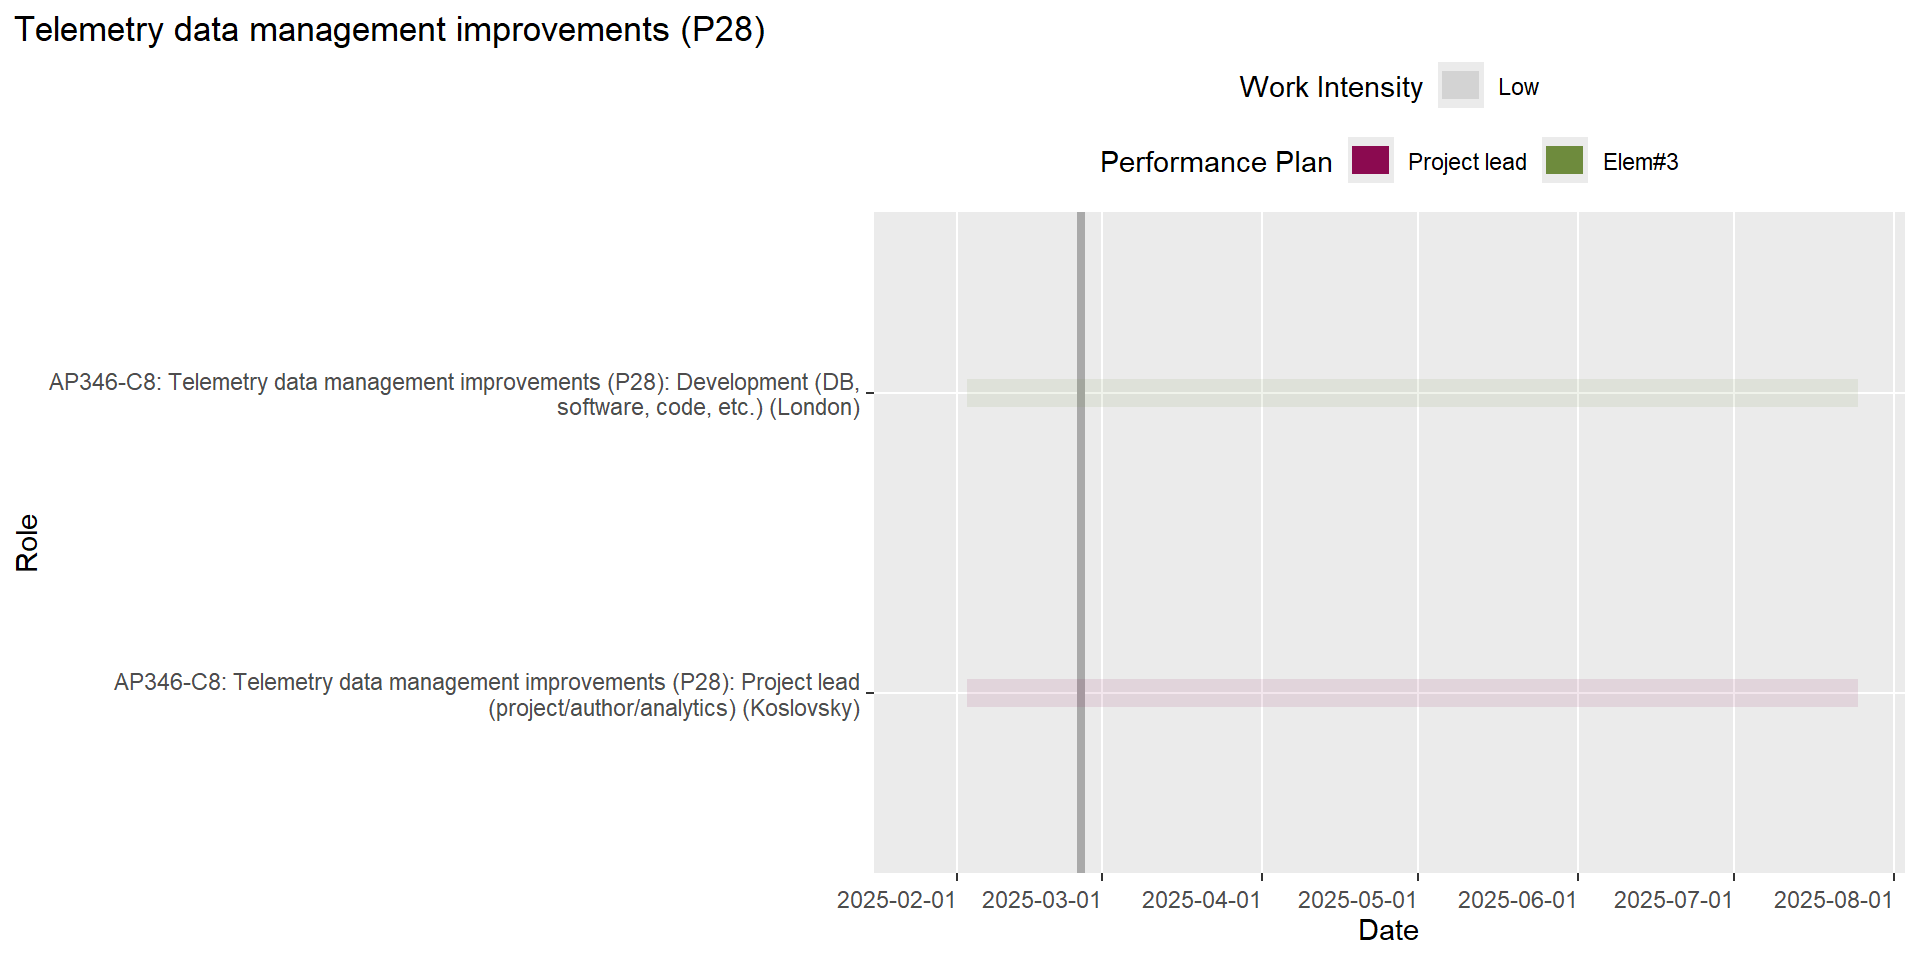 Telemetry data management improvements (P28)
Work Intensity Low
Performance Plan Project lead Elem#3
AP346-C8: Telemetry data management improvements (P28): Development (DB,
software, code, etc.) (London)
Role
AP346-C8: Telemetry data management improvements (P28): Project lead
(project/author/analytics) (Koslovsky)
2025-02-01 2025-03-01 2025-04-01 2025-05-01 2025-06-01 2025-07-01 2025-08-01
Date